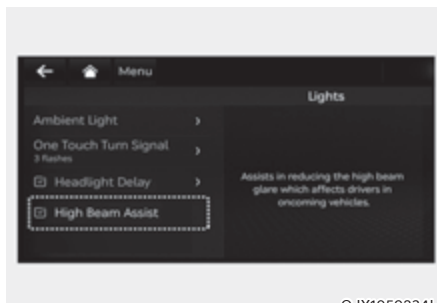 Menu
Lights
Ambient Light
One Touch Turn Signal
3 flashes
Headlight Delay
High Beam Assist
Assists in reducing the high beam
glare which affects drivers in
oncoming vehicles.